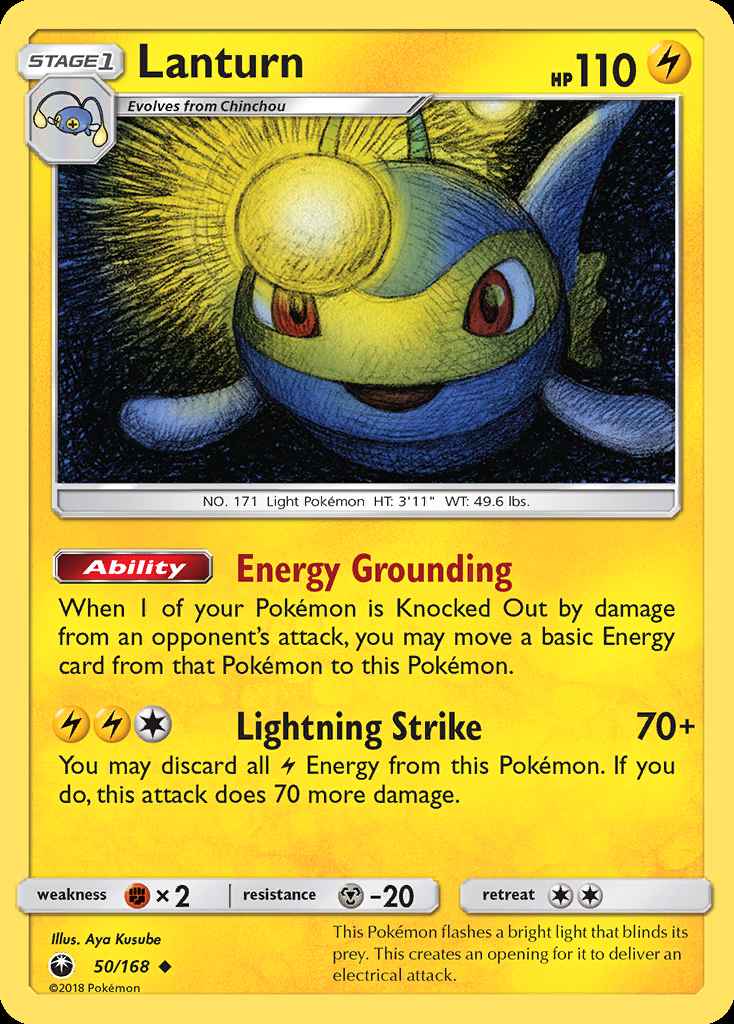 STAGE 1 Lanturn HP 110
Evolves from Chinchou
NO. 171 Light Pokémon HT: 3'11" WT: 49.6 lbs.
Ability Energy Grounding
When 1 of your Pokémon is Knocked Out by damage
from an opponent's attack, you may move a basic Energy
card from that Pokémon to this Pokémon.
Lightning Strike 70+
You may discard all Energy from this Pokémon. If you
do, this attack does 70 more damage.
weakness ×2 resistance -20 retreat
Illus. Aya Kusube
50/168
©2018 Pokémon
This Pokémon flashes a bright light that blinds its
prey. This creates an opening for it to deliver an
electrical attack.